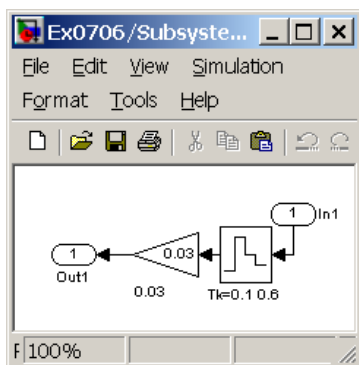 Ex0706/Subsyste...
File Edit View Simulation
Format Tools Help
1 In1
1 0.03
Out1
0.03 Tk=0.1 0.6
F 100%